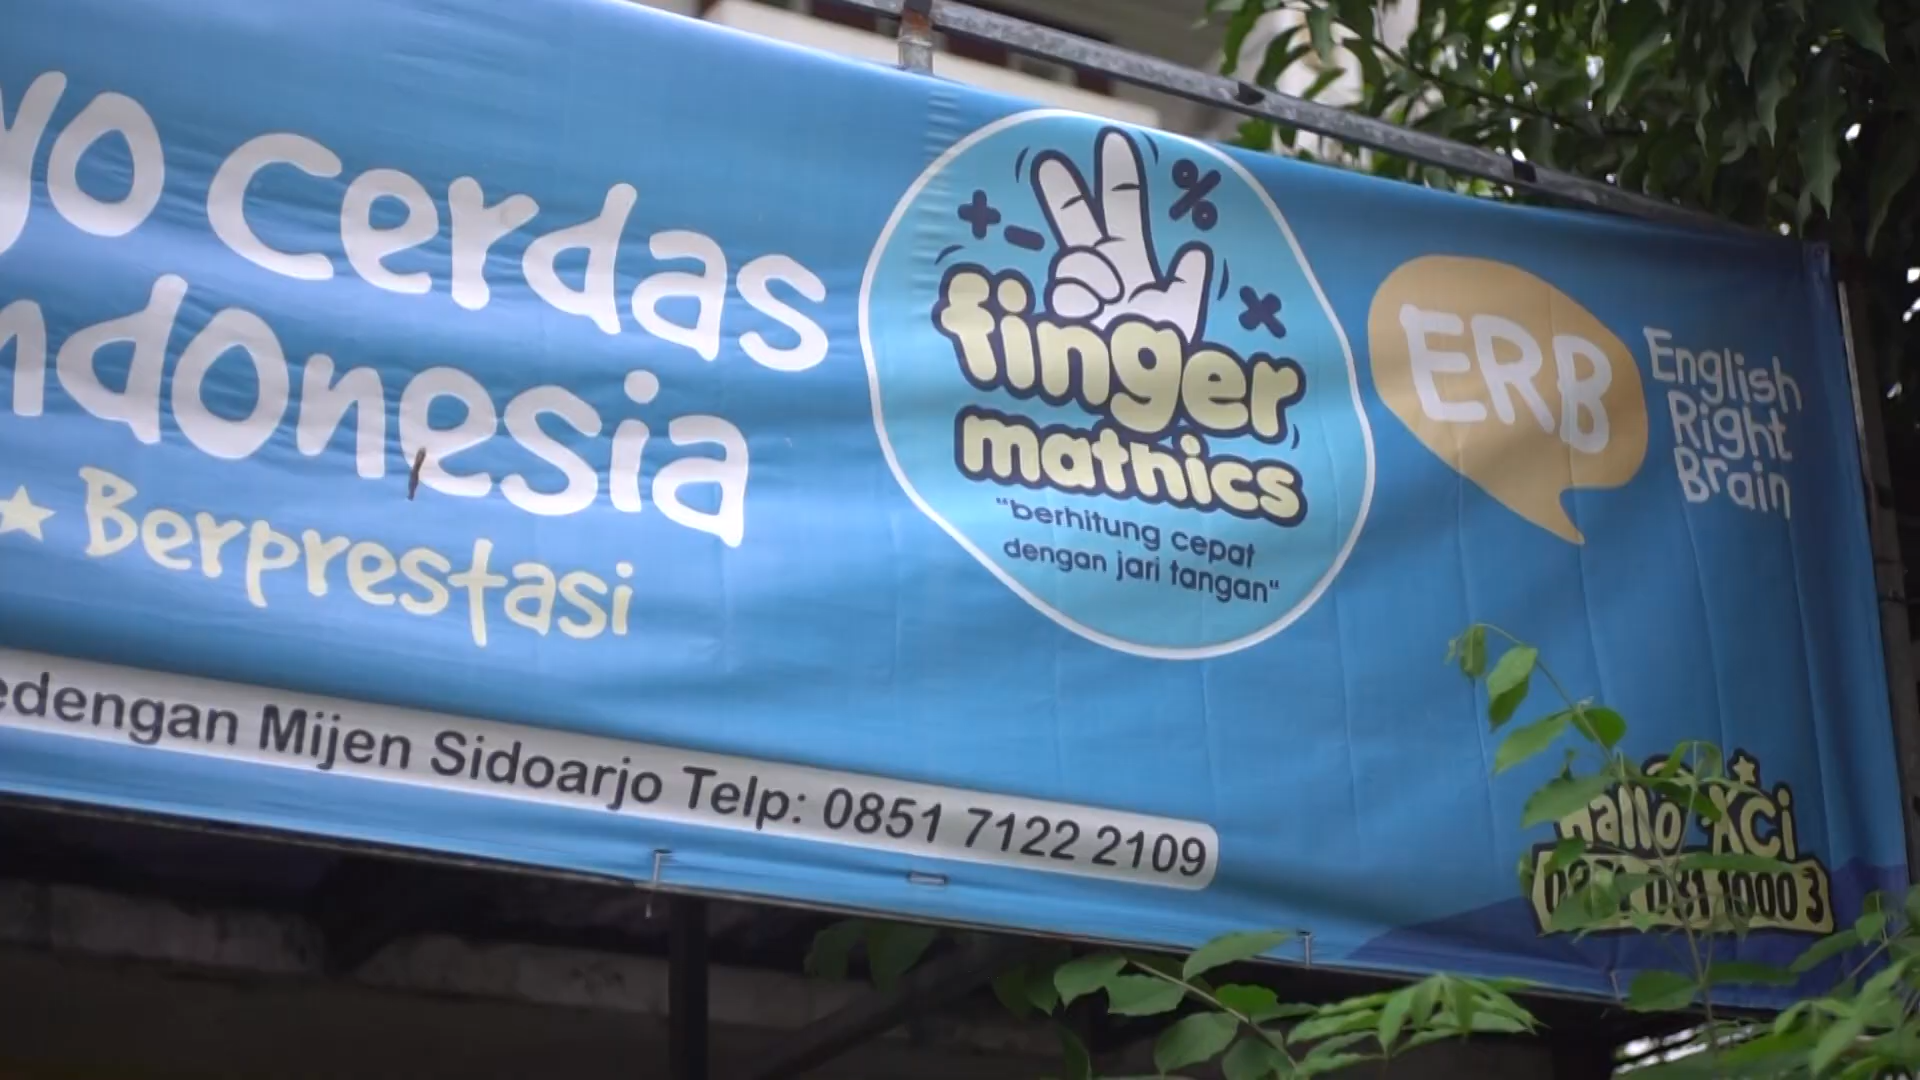 yo cerdas
ndonesia
Berprestasi
edengan Mijen Sidoarjo Telp: 0851 7122 2109
+ - % x
finger
mathics
"berhitung cepat
dengan jari tangan"
ERB
English
Right
Brain
Hallo XCi